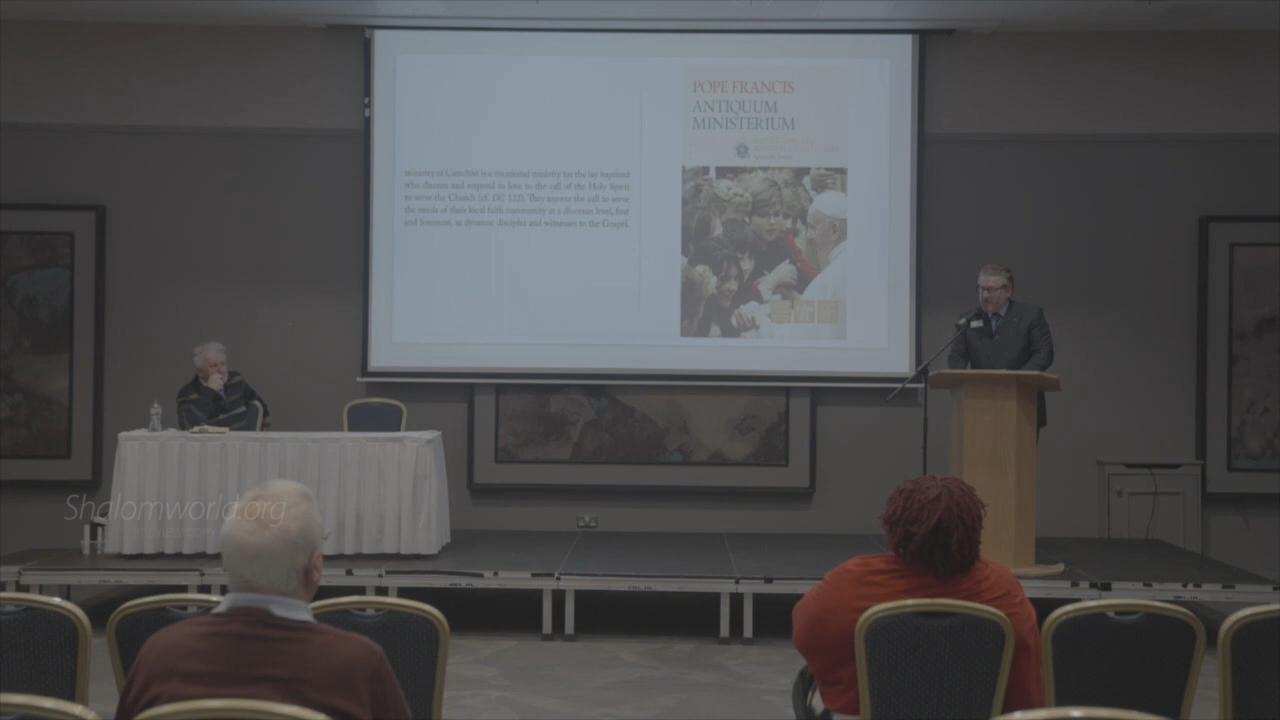 ministry of Catechist is a vocational ministry for the lay baptised
who discern and respond in love to the call of the Holy Spirit
to serve the Church (cf. DC 122). They answer the call to serve
the needs of their local faith community at a diocesan level, first
and foremost, as dynamic disciples and witnesses to the Gospel.
POPE FRANCIS
ANTIQUUM
MINISTERIUM
Apostolic Letter
Shalomworld.org